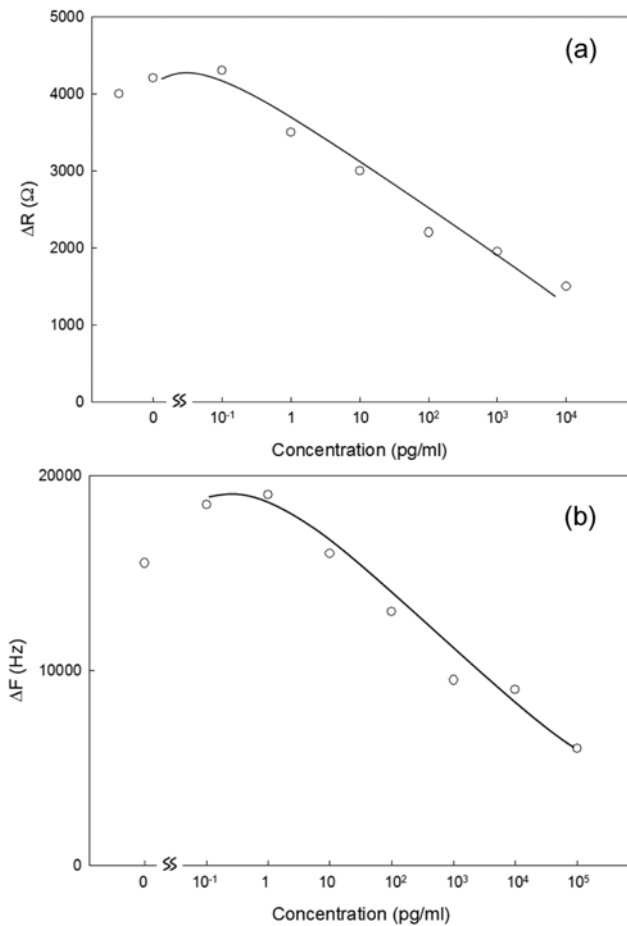 (a)
5000
4000
3000
2000
1000
0
ΔR (Ω)
0 10⁻¹ 1 10 10² 10³ 10⁴
Concentration (pg/ml)
(b)
20000
10000
0
ΔF (Hz)
0 10⁻¹ 1 10 10² 10³ 10⁴ 10⁵
Concentration (pg/ml)